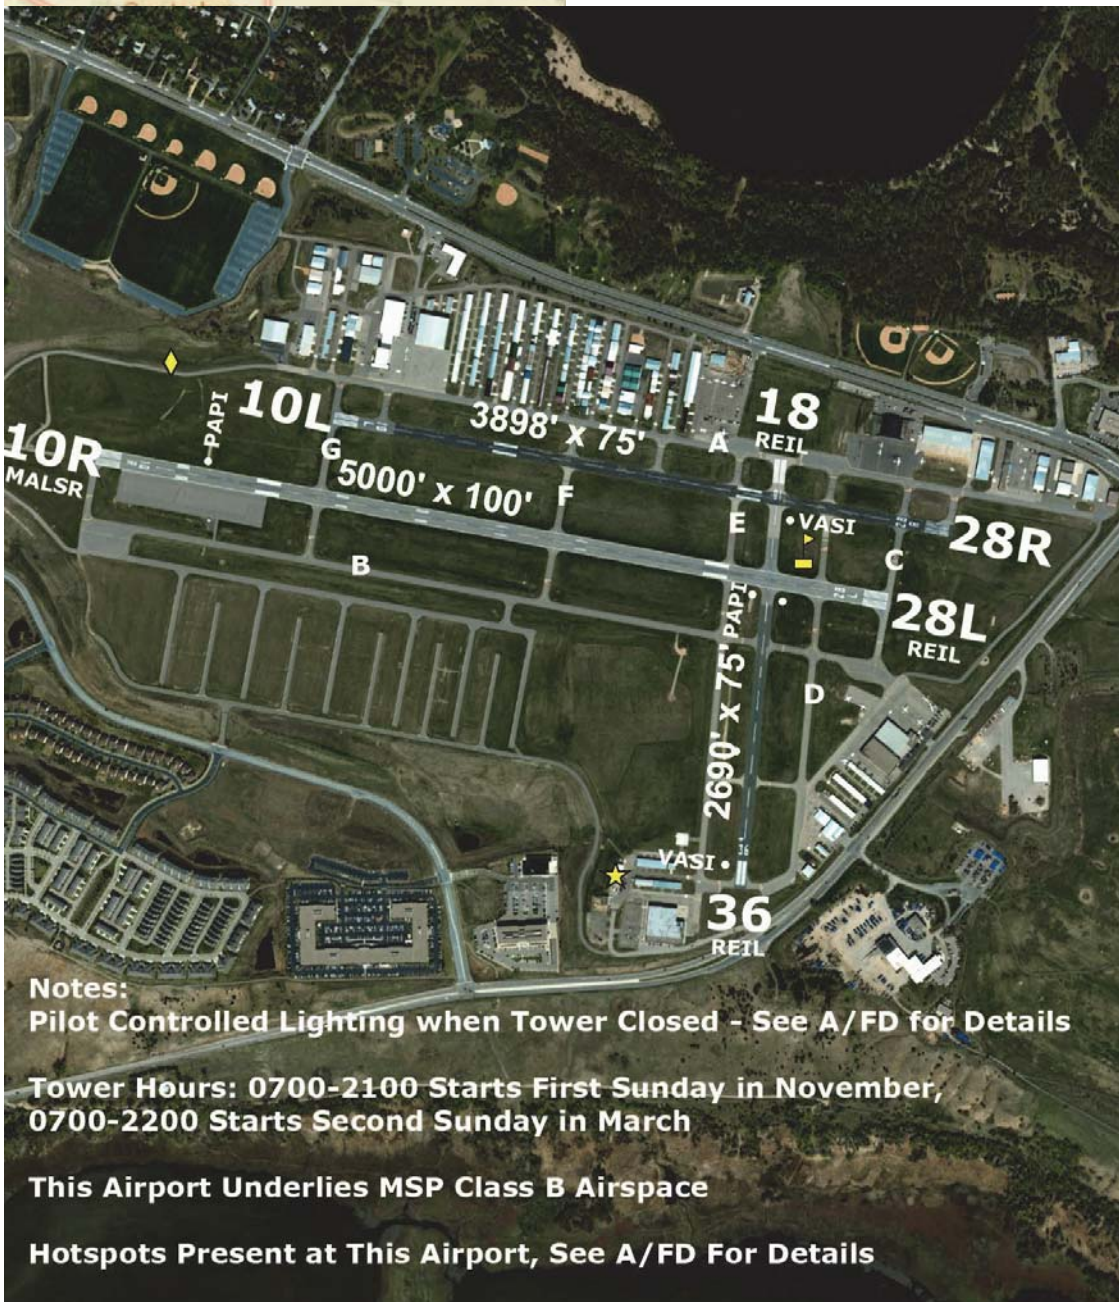 10L
3898' x 75'
18
REIL
A
PAPI
10R
MALSR
G
5000' x 100'
F
E
VASI
28R
B
C
PAPI
28L
REIL
2690' x 75'
D
VASI
36
REIL
Notes:
Pilot Controlled Lighting when Tower Closed - See A/FD for Details
Tower Hours: 0700-2100 Starts First Sunday in November,
0700-2200 Starts Second Sunday in March
This Airport Underlies MSP Class B Airspace
Hotspots Present at This Airport, See A/FD For Details